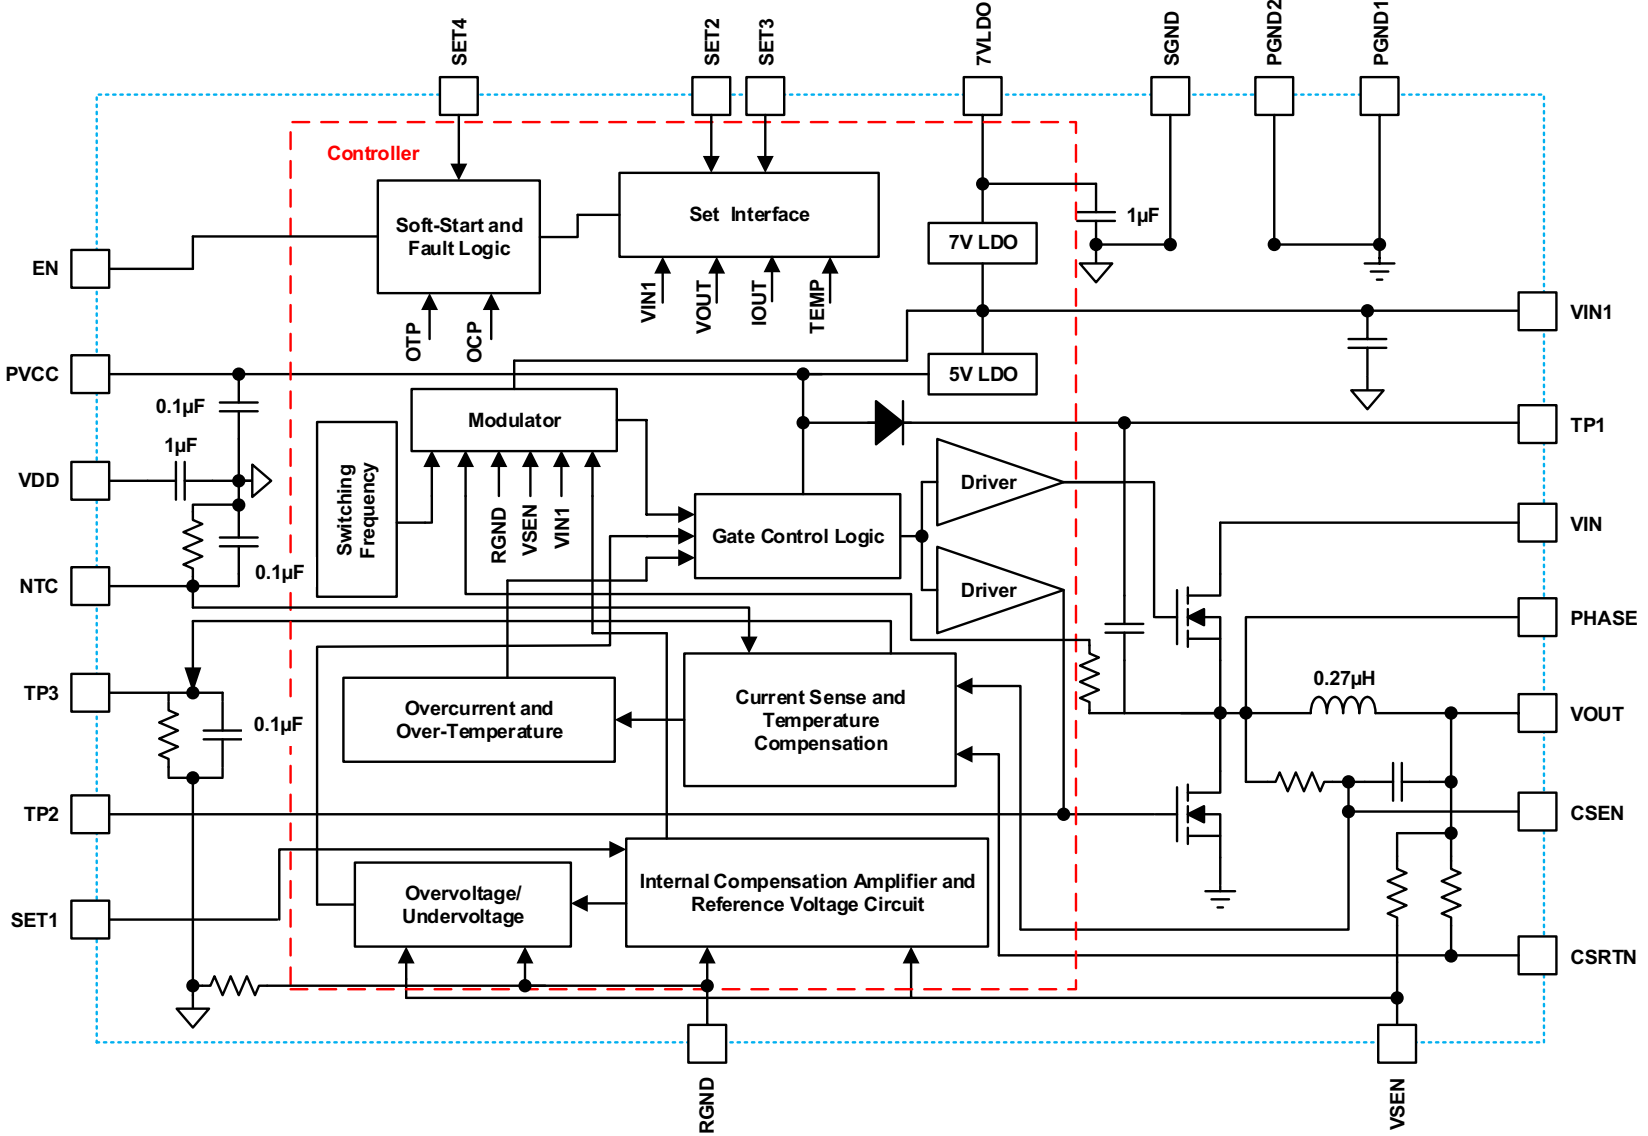 SET4
SET2
SET3
7VLDO
SGND
PGND2
PGND1
Controller
Soft-Start and
Fault Logic
Set Interface
1µF
7V LDO
EN
VIN1
VOUT
IOUT
TEMP
OTP
OCP
VIN1
PVCC
5V LDO
0.1µF
Modulator
TP1
1µF
VDD
Switching
Frequency
RGND
VSEN
VIN1
Driver
Gate Control Logic
VIN
NTC
0.1µF
Driver
PHASE
TP3
0.1µF
Overcurrent and
Over-Temperature
Current Sense and
Temperature
Compensation
0.27µH
VOUT
TP2
CSEN
SET1
Overvoltage/
Undervoltage
Internal Compensation Amplifier and
Reference Voltage Circuit
CSRTN
RGND
VSEN